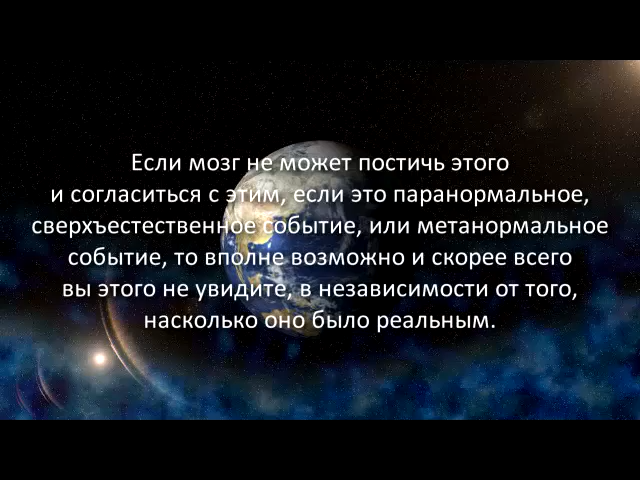 Если мозг не может постичь этого
и согласиться с этим, если это паранормальное,
сверхъестественное событие, или метанормальное
событие, то вполне возможно и скорее всего
вы этого не увидите, в независимости от того,
насколько оно было реальным.